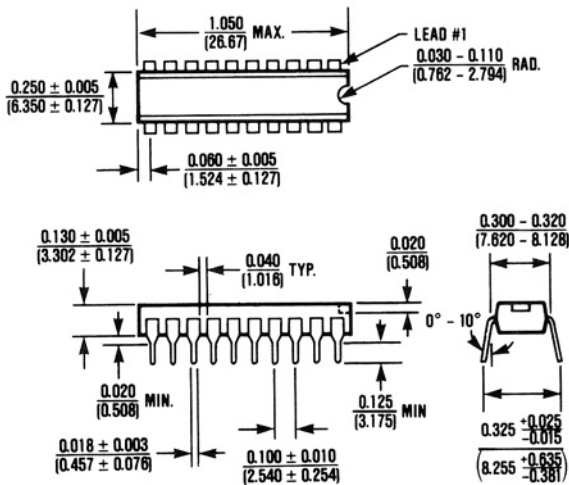 1.050
(26.67) MAX.
LEAD #1
0.030 - 0.110
(0.762 - 2.794) RAD.
0.250 ± 0.005
(6.350 ± 0.127)
0.060 ± 0.005
(1.524 ± 0.127)
0.130 ± 0.005
(3.302 ± 0.127)
0.040
(1.016) TYP.
0.020
(0.508)
0.300 - 0.320
(7.620 - 8.128)
0° - 10°
0.020
(0.508) MIN.
0.125
(3.175) MIN
0.018 ± 0.003
(0.457 ± 0.076)
0.100 ± 0.010
(2.540 ± 0.254)
0.325 +0.025
-0.015
(8.255 +0.635
-0.381)